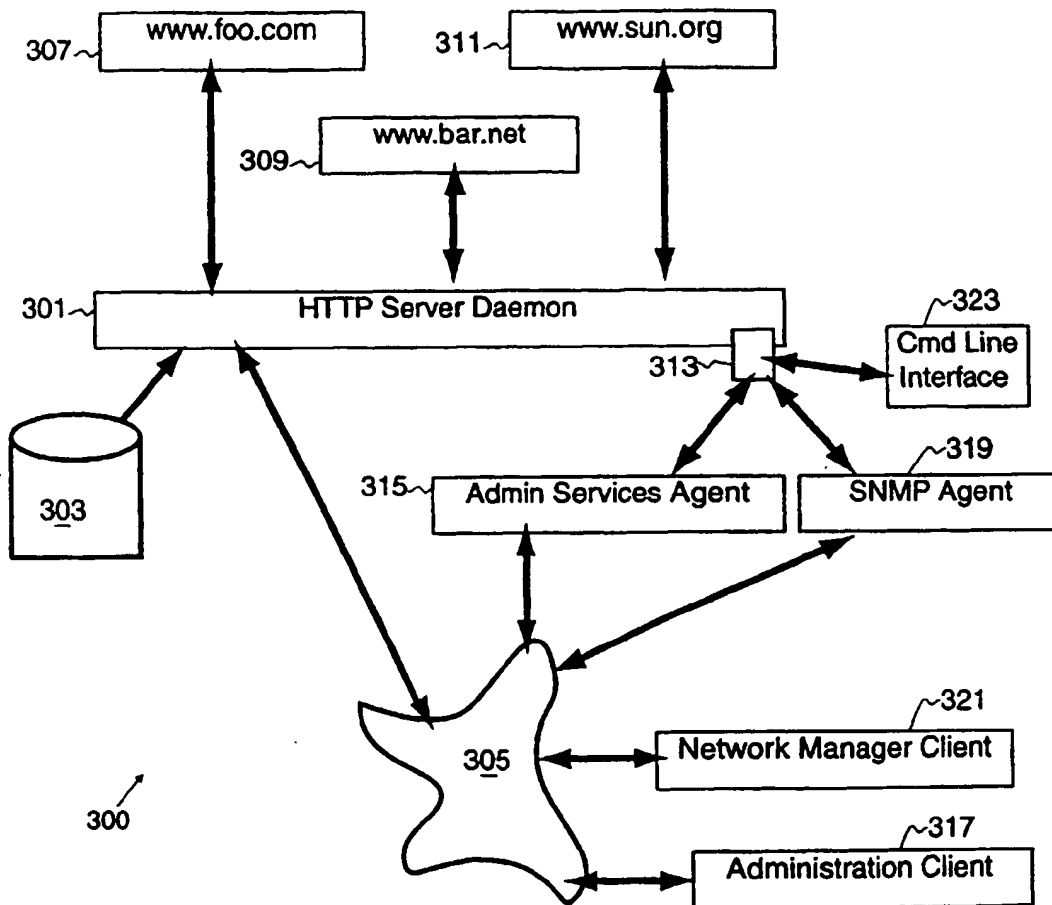 www.foo.com
307
www.sun.org
311
www.bar.net
309
HTTP Server Daemon
301
323
Cmd Line
Interface
313
303
315
Admin Services Agent
319
SNMP Agent
305
321
Network Manager Client
300
317
Administration Client